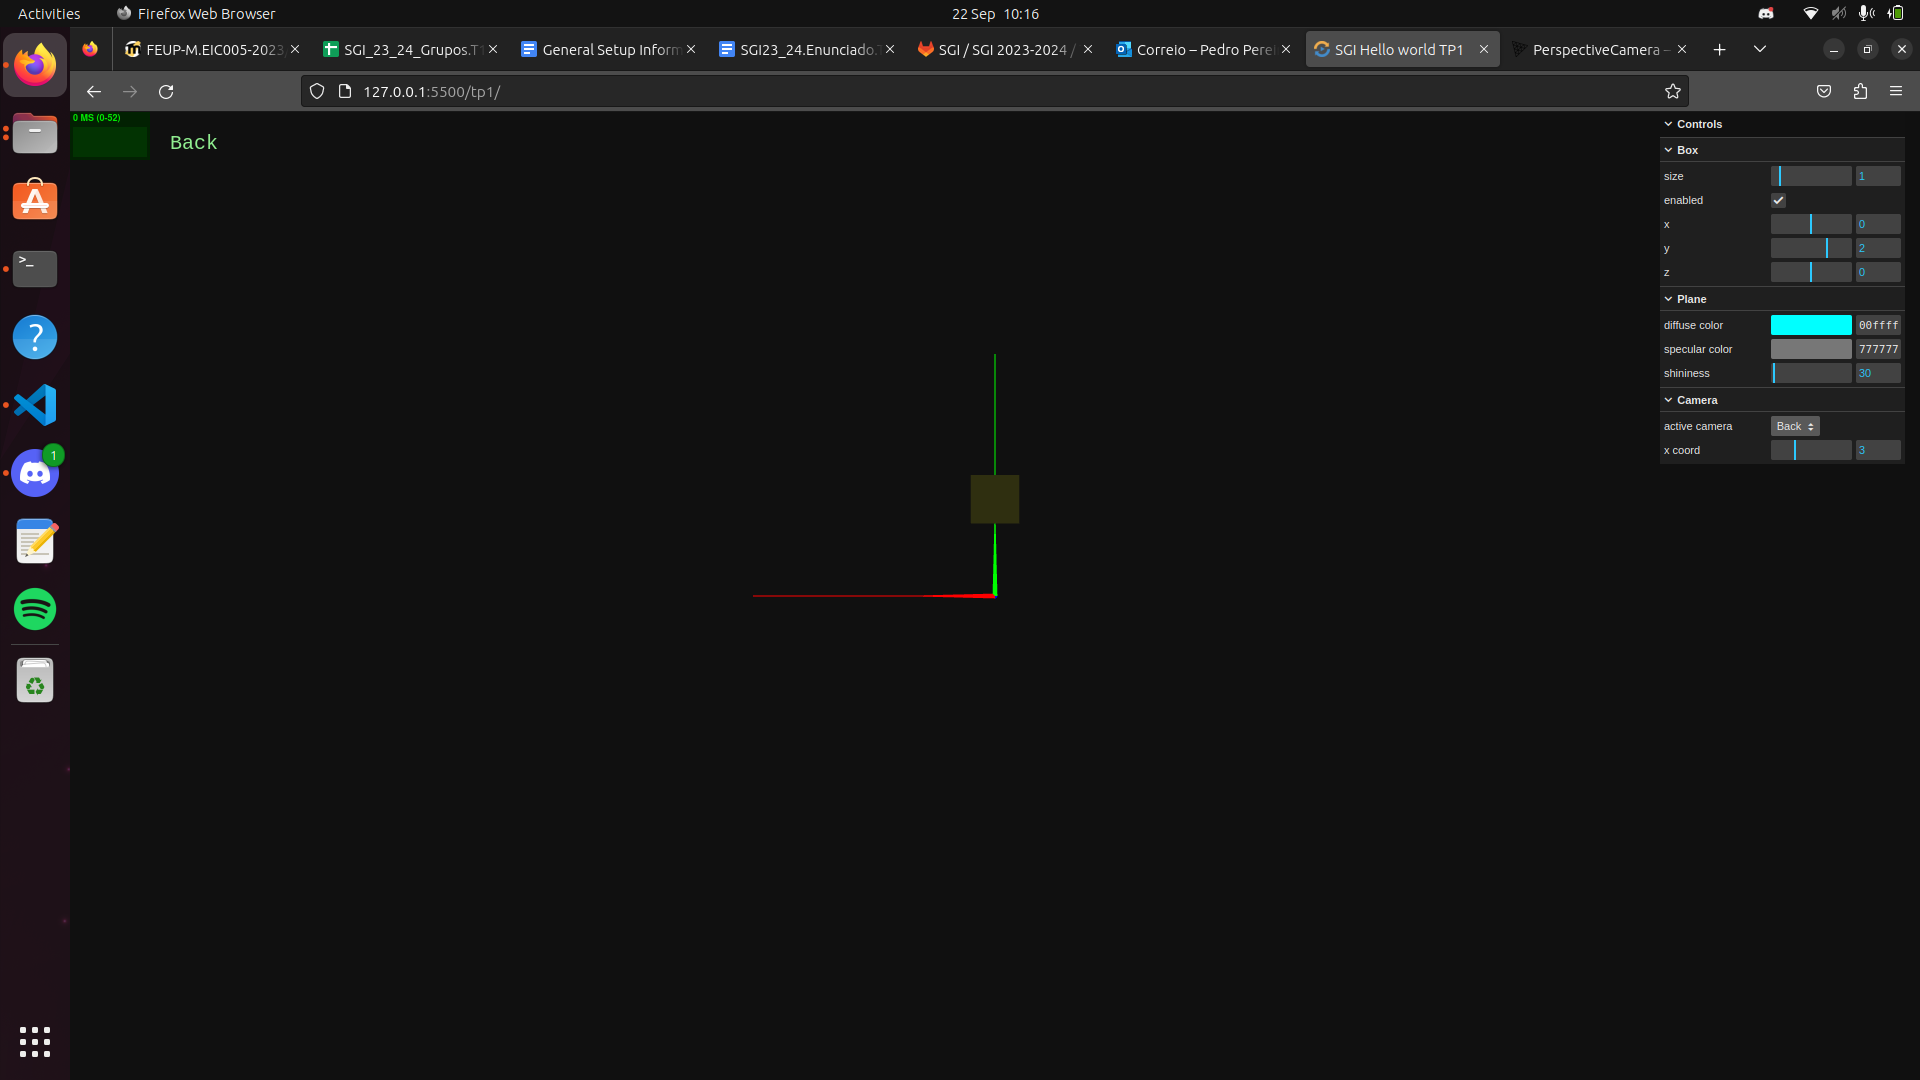 Activities
Firefox Web Browser
22 Sep 10:16
FEUP-M.EIC005-2023
SGI_23_24_Grupos.T1
General Setup Inform
SGI23_24.Enunciado.T
SGI / SGI 2023-2024 /
Correio – Pedro Perei
SGI Hello world TP1
PerspectiveCamera –
127.0.0.1:5500/tp1/
0 MS (0-52)
Back
Controls
Box
size 1
enabled
x 0
y 2
z 0
Plane
diffuse color 00ffff
specular color 777777
shininess 30
Camera
active camera Back
x coord 3
>_
?
1